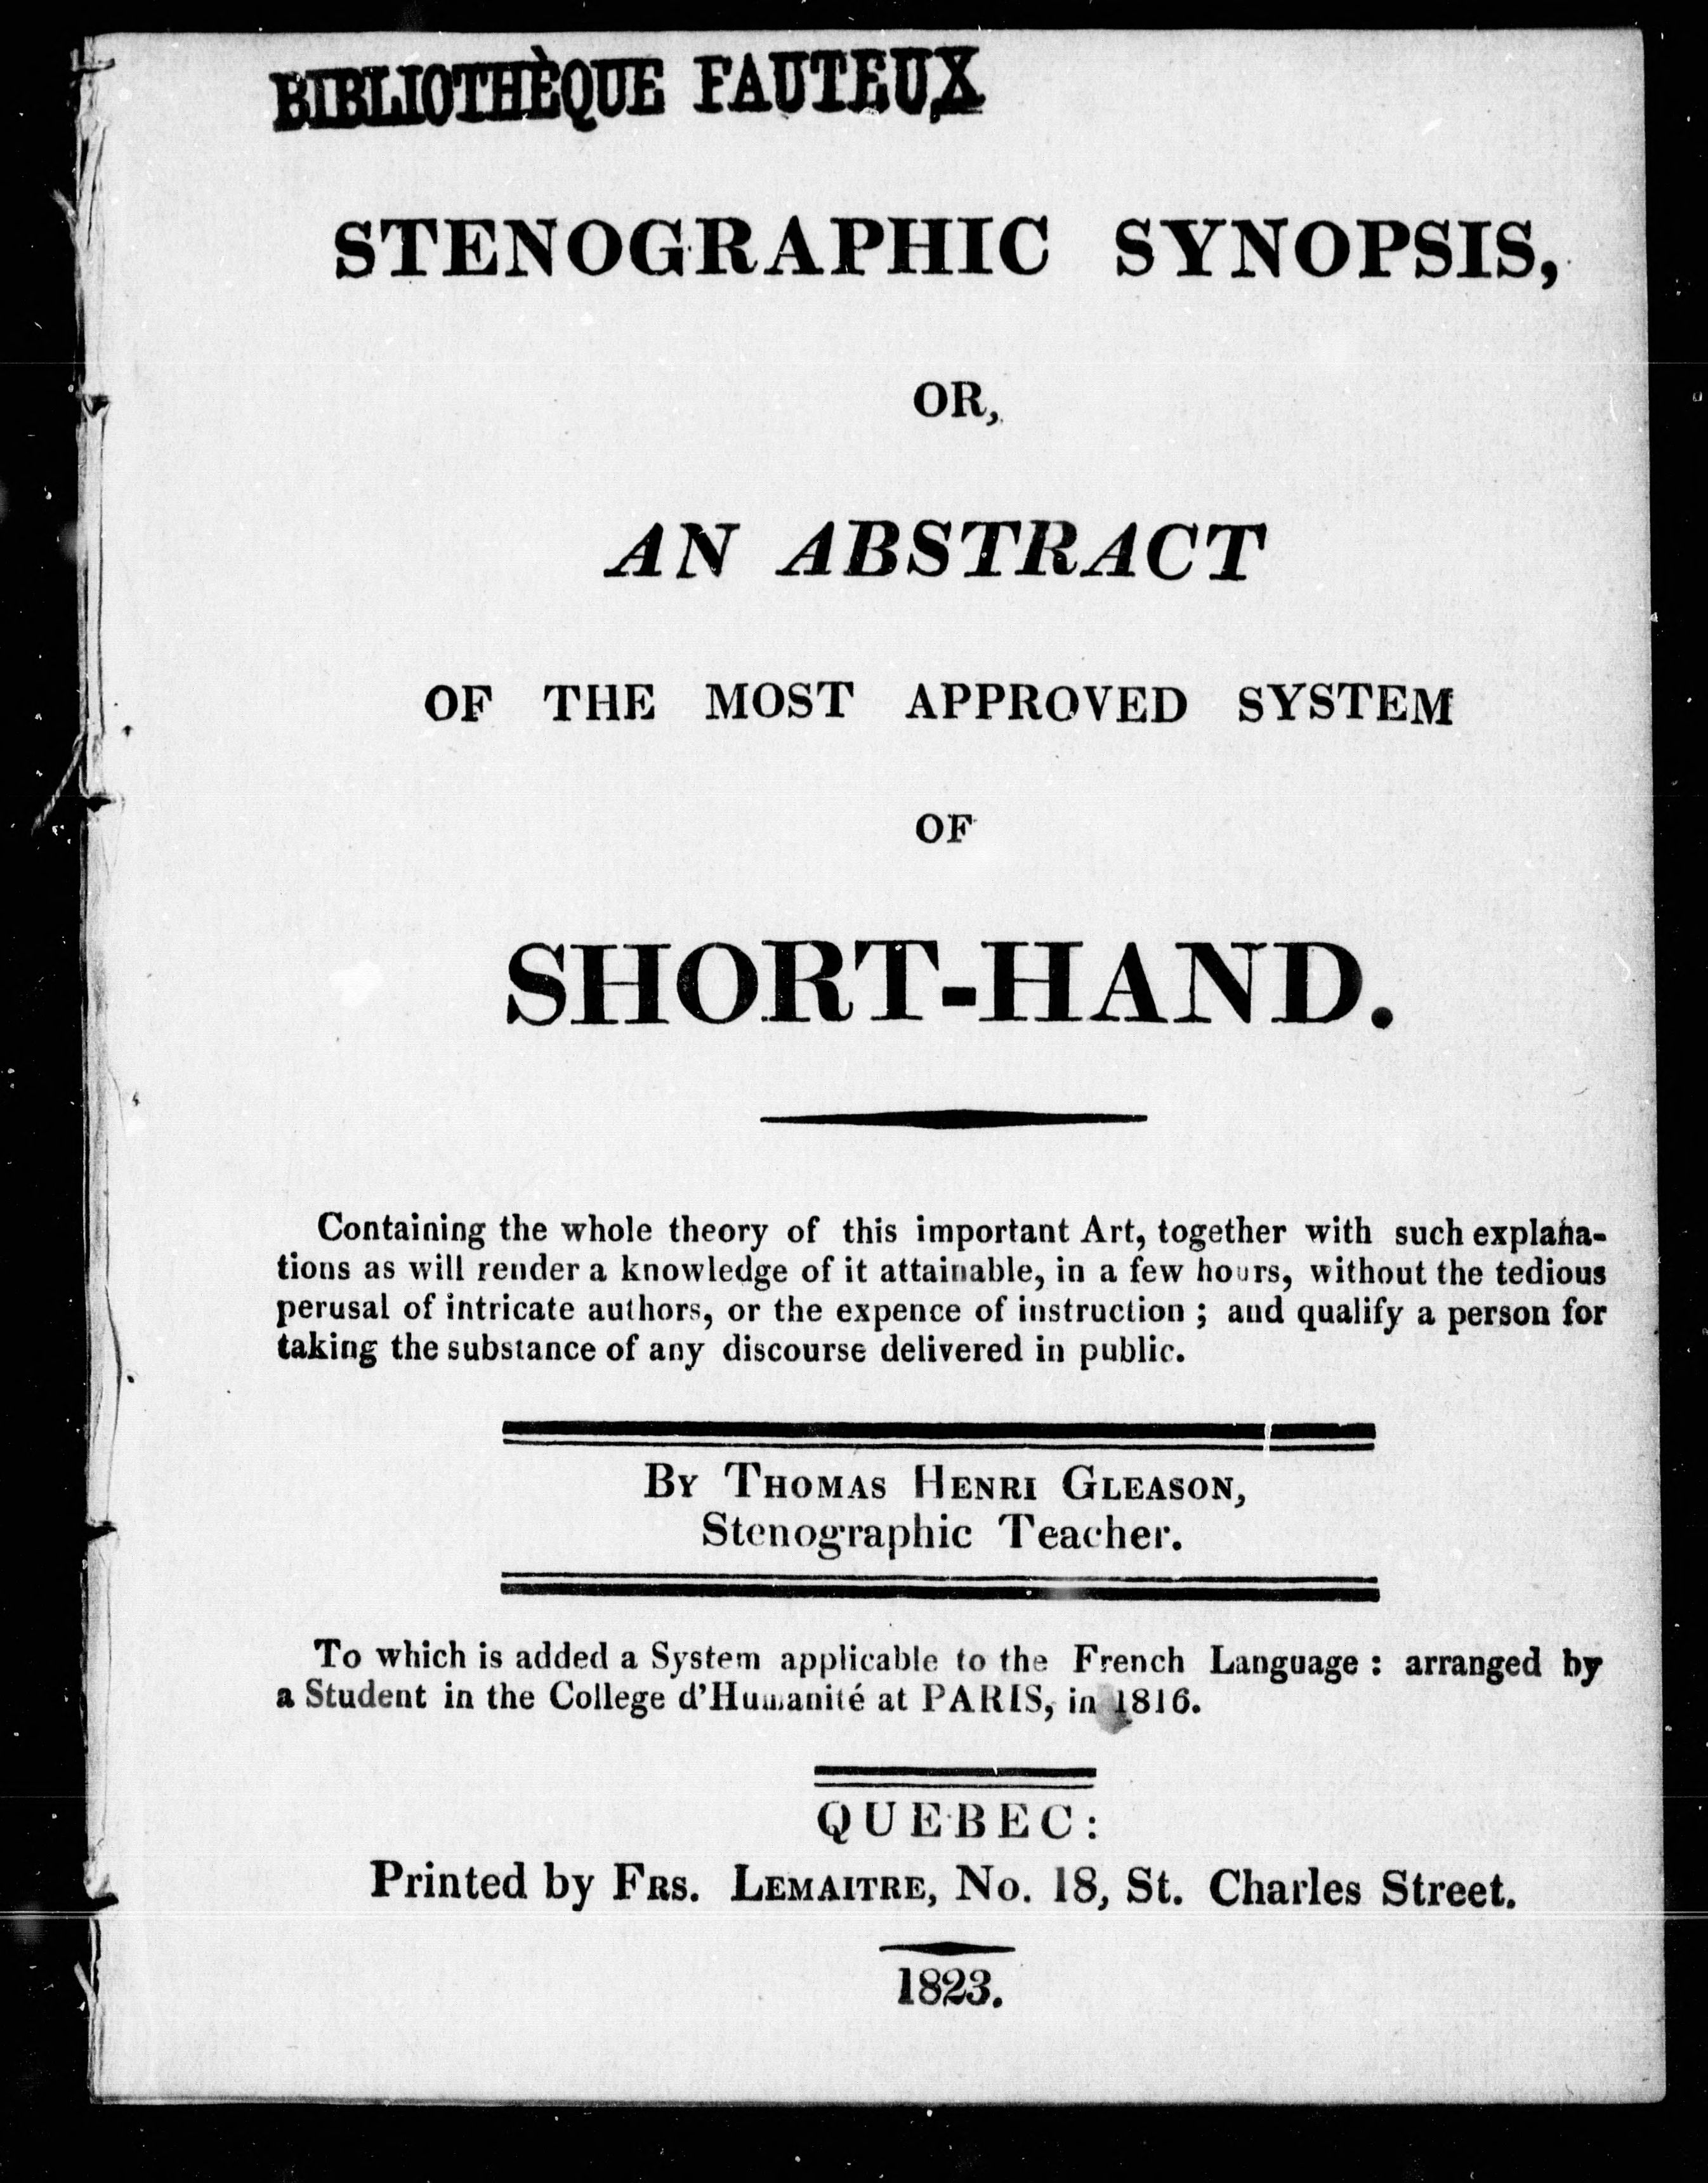 BIBLIOTHÈQUE FAUTEUX
STENOGRAPHIC SYNOPSIS,
OR,
AN ABSTRACT
OF THE MOST APPROVED SYSTEM
OF
SHORT-HAND.
Containing the whole theory of this important Art, together with such explana-
tions as will render a knowledge of it attainable, in a few hours, without the tedious
perusal of intricate authors, or the expence of instruction ; and qualify a person for
taking the substance of any discourse delivered in public.
BY THOMAS HENRI GLEASON,
Stenographic Teacher.
To which is added a System applicable to the French Language : arranged by
a Student in the College d'Humanité at PARIS, in 1816.
QUEBEC:
Printed by FRS. LEMAITRE, No. 18, St. Charles Street.
1823.